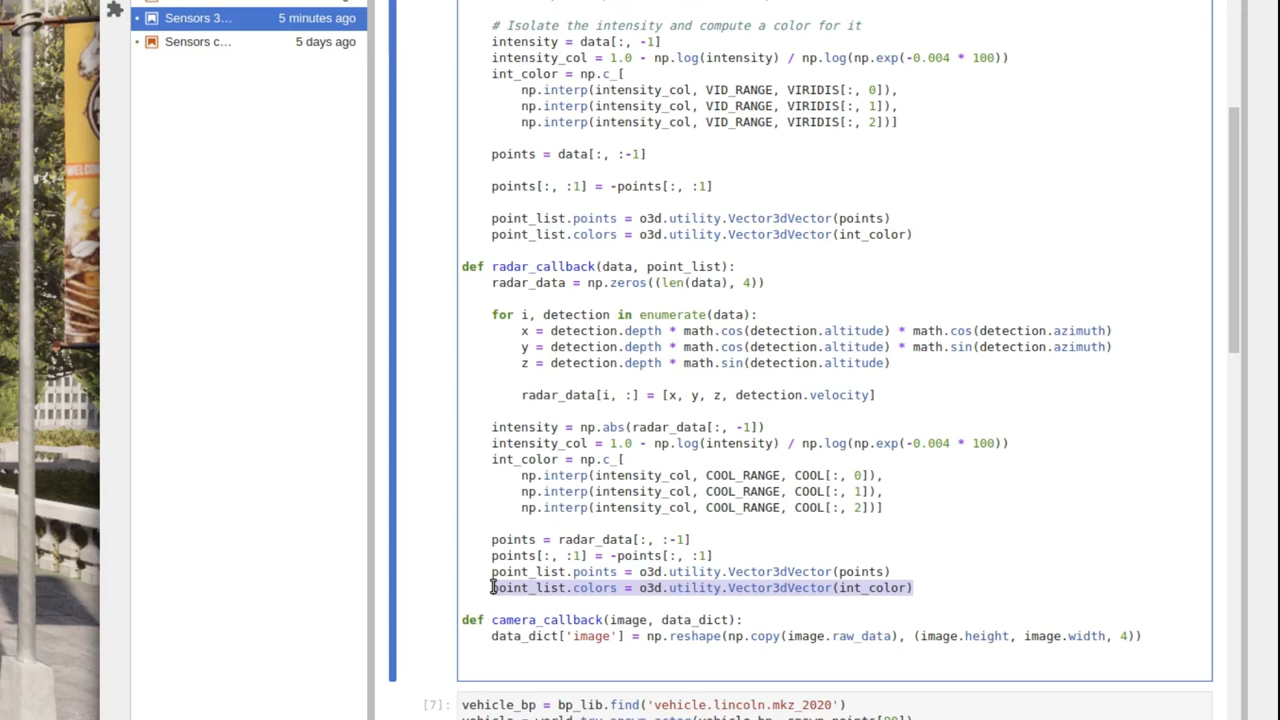 Sensors 3... 5 minutes ago
Sensors c... 5 days ago
# Isolate the intensity and compute a color for it
intensity = data[:, -1]
intensity_col = 1.0 - np.log(intensity) / np.log(np.exp(-0.004 * 100))
int_color = np.c_[
np.interp(intensity_col, VID_RANGE, VIRIDIS[:, 0]),
np.interp(intensity_col, VID_RANGE, VIRIDIS[:, 1]),
np.interp(intensity_col, VID_RANGE, VIRIDIS[:, 2])]
points = data[:, :-1]
points[:, :1] = -points[:, :1]
point_list.points = o3d.utility.Vector3dVector(points)
point_list.colors = o3d.utility.Vector3dVector(int_color)
def radar_callback(data, point_list):
radar_data = np.zeros((len(data), 4))
for i, detection in enumerate(data):
x = detection.depth * math.cos(detection.altitude) * math.cos(detection.azimuth)
y = detection.depth * math.cos(detection.altitude) * math.sin(detection.azimuth)
z = detection.depth * math.sin(detection.altitude)
radar_data[i, :] = [x, y, z, detection.velocity]
intensity = np.abs(radar_data[:, -1])
intensity_col = 1.0 - np.log(intensity) / np.log(np.exp(-0.004 * 100))
int_color = np.c_[
np.interp(intensity_col, COOL_RANGE, COOL[:, 0]),
np.interp(intensity_col, COOL_RANGE, COOL[:, 1]),
np.interp(intensity_col, COOL_RANGE, COOL[:, 2])]
points = radar_data[:, :-1]
points[:, :1] = -points[:, :1]
point_list.points = o3d.utility.Vector3dVector(points)
point_list.colors = o3d.utility.Vector3dVector(int_color)
def camera_callback(image, data_dict):
data_dict['image'] = np.reshape(np.copy(image.raw_data), (image.height, image.width, 4))
[7]: vehicle_bp = bp_lib.find('vehicle.lincoln.mkz_2020')